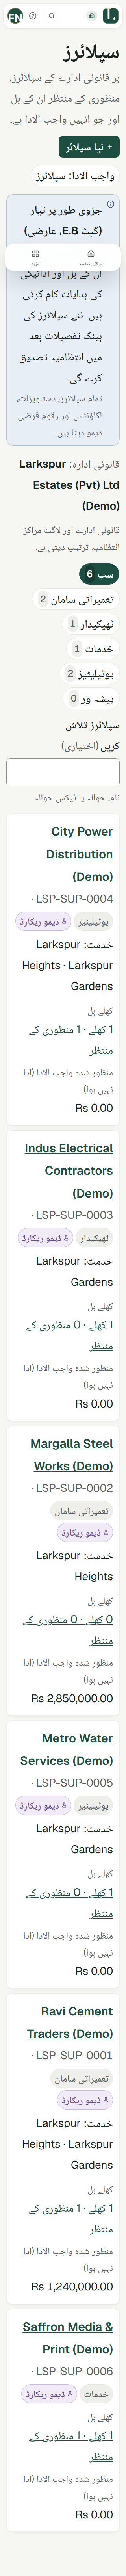 EN
L
سپلائرز
ہر قانونی ادارے کے سپلائرز،
منظوری کے منتظر ان کے بل
اور جو انہیں واجب الادا ہے۔
+ نیا سپلائر
واجب الادا: سپلائرز
جزوی طور پر تیار
(گیٹ E.8، عارضی)
مرکزی صفحہ
مزید
ان کے بل اور ادائیگی
کی ہدایات کام کرتی
ہیں۔ نئے سپلائرز کی
بینک تفصیلات بعد
میں انتظامیہ تصدیق
کرے گی۔
تمام سپلائرز، دستاویزات،
اکاؤنٹس اور رقوم فرضی
ڈیمو ڈیٹا ہیں۔
قانونی ادارہ: Larkspur
Estates (Pvt) Ltd
(Demo)
قانونی ادارے اور لاگت مراکز
انتظامیہ ترتیب دیتی ہے۔
سب 6
تعمیراتی سامان 2
ٹھیکیدار 1
خدمات 1
یوٹیلیٹیز 2
پیشہ ور 0
سپلائرز تلاش
کریں (اختیاری)
نام، حوالہ یا ٹیکس حوالہ
City Power
Distribution
(Demo)
LSP-SUP-0004 ·
یوٹیلیٹیز
ڈیمو ریکارڈ
خدمت: Larkspur
Heights · Larkspur
Gardens
کھلے بل
1 کھلے · 1 منظوری کے
منتظر
منظور شدہ واجب الادا (ادا
نہیں ہوا)
Rs 0.00
Indus Electrical
Contractors
(Demo)
LSP-SUP-0003 ·
ٹھیکیدار
ڈیمو ریکارڈ
خدمت: Larkspur
Gardens
کھلے بل
1 کھلے · 0 منظوری کے
منتظر
منظور شدہ واجب الادا (ادا
نہیں ہوا)
Rs 0.00
Margalla Steel
Works (Demo)
LSP-SUP-0002 ·
تعمیراتی سامان
ڈیمو ریکارڈ
خدمت: Larkspur
Heights
کھلے بل
0 کھلے · 0 منظوری کے
منتظر
منظور شدہ واجب الادا (ادا
نہیں ہوا)
Rs 2,850,000.00
Metro Water
Services (Demo)
LSP-SUP-0005 ·
یوٹیلیٹیز
ڈیمو ریکارڈ
خدمت: Larkspur
Gardens
کھلے بل
1 کھلے · 0 منظوری کے
منتظر
منظور شدہ واجب الادا (ادا
نہیں ہوا)
Rs 0.00
Ravi Cement
Traders (Demo)
LSP-SUP-0001 ·
تعمیراتی سامان
ڈیمو ریکارڈ
خدمت: Larkspur
Heights · Larkspur
Gardens
کھلے بل
1 کھلے · 1 منظوری کے
منتظر
منظور شدہ واجب الادا (ادا
نہیں ہوا)
Rs 1,240,000.00
Saffron Media &
Print (Demo)
LSP-SUP-0006 ·
خدمات
ڈیمو ریکارڈ
کھلے بل
1 کھلے · 1 منظوری کے
منتظر
منظور شدہ واجب الادا (ادا
نہیں ہوا)
Rs 0.00